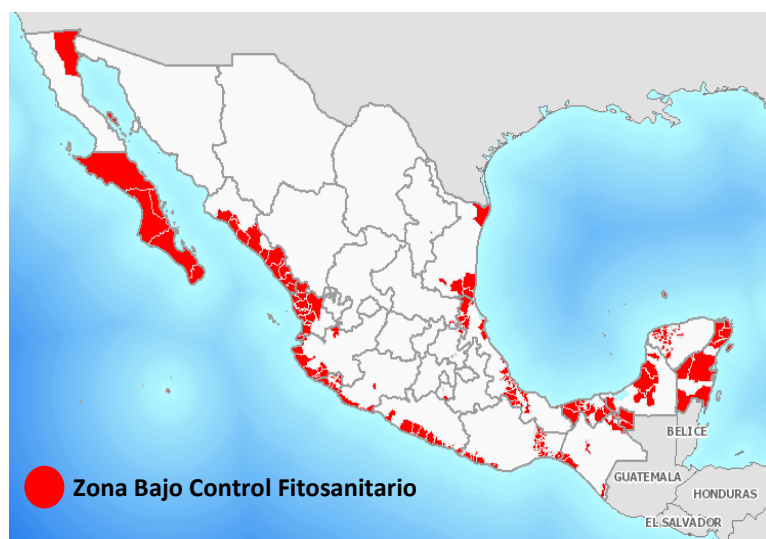 BELICE
GUATEMALA
Zona Bajo Control Fitosanitario
HONDURAS
EL SALVADOR